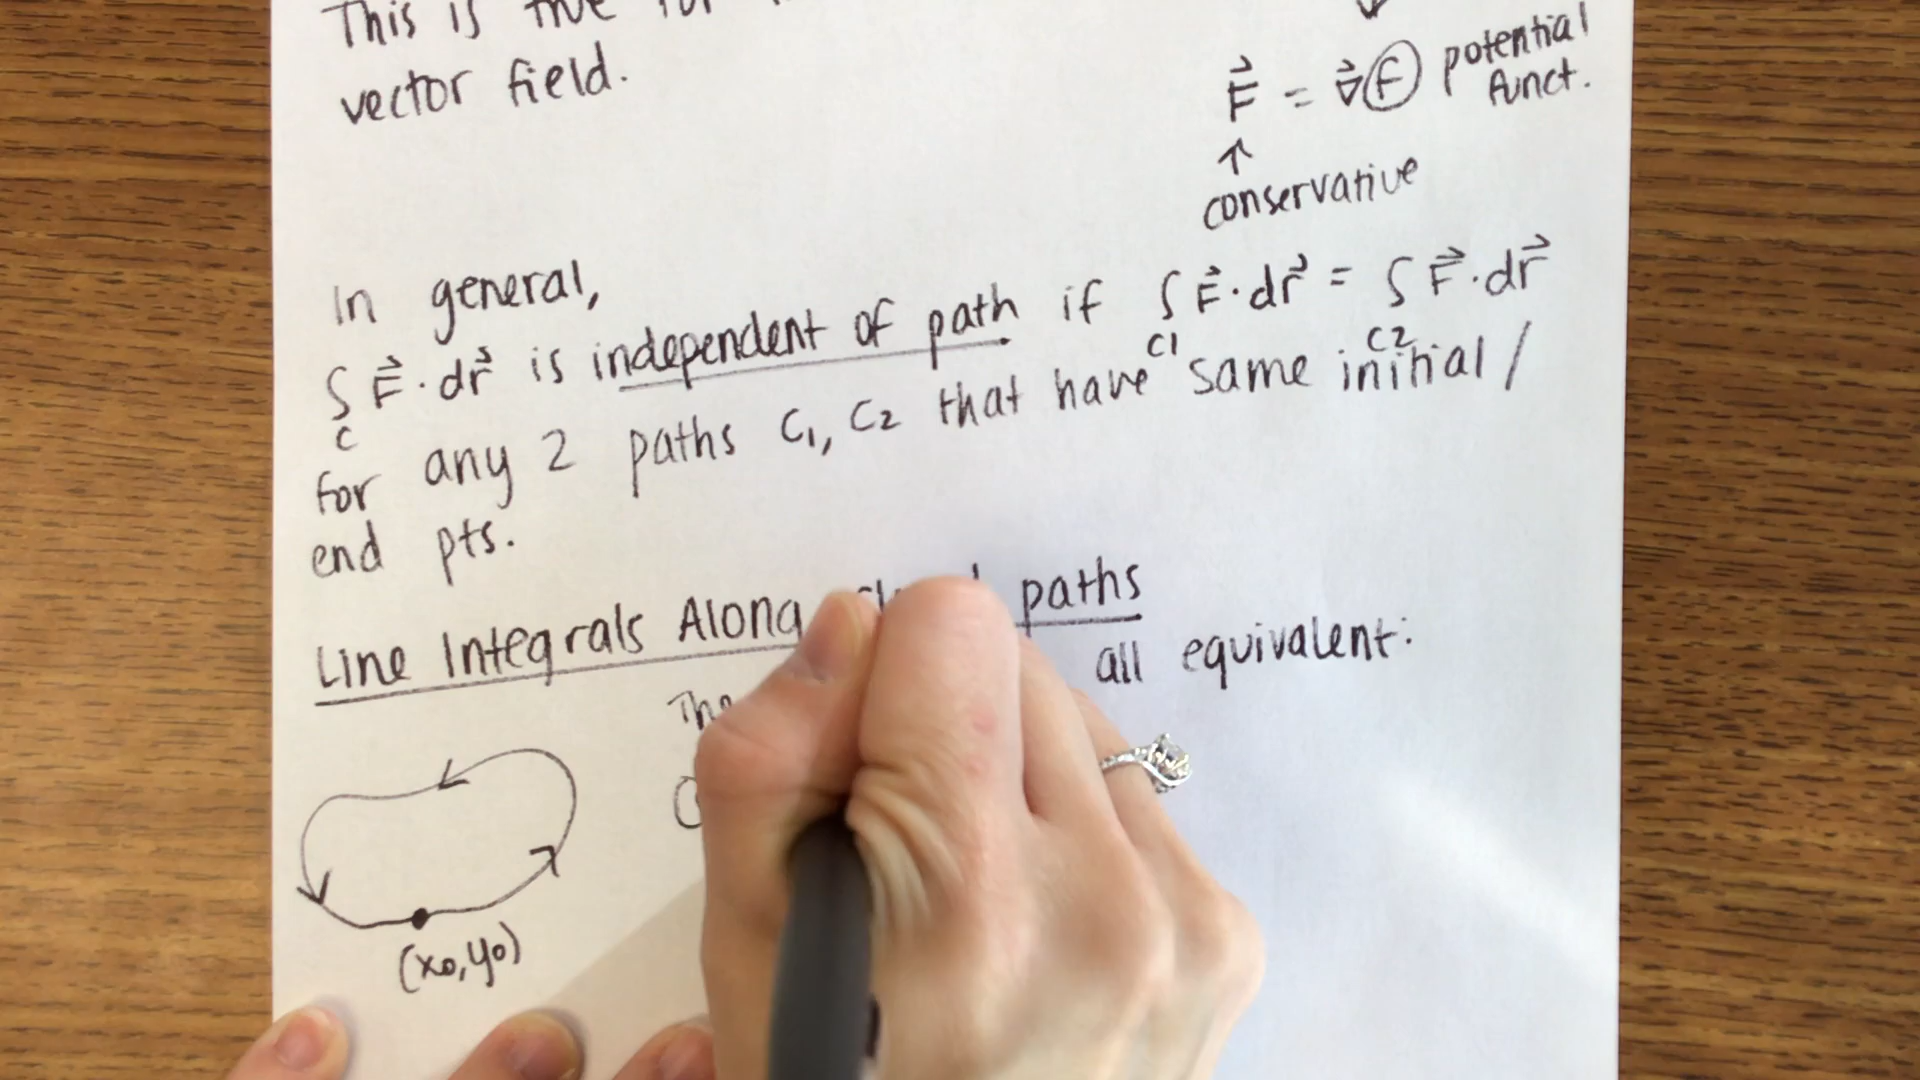 This is true for
vector field.
F⃗ = ∇⃗ f potential
funct.
↑
conservative
In general,
∫ F⃗ · dr⃗ is independent of path if ∫ F⃗ · dr⃗ = ∫ F⃗ · dr⃗
C C1 C2
for any 2 paths C₁, C₂ that have same initial /
end pts.
Line Integrals Along closed paths
The all equivalent:
(x₀, y₀)